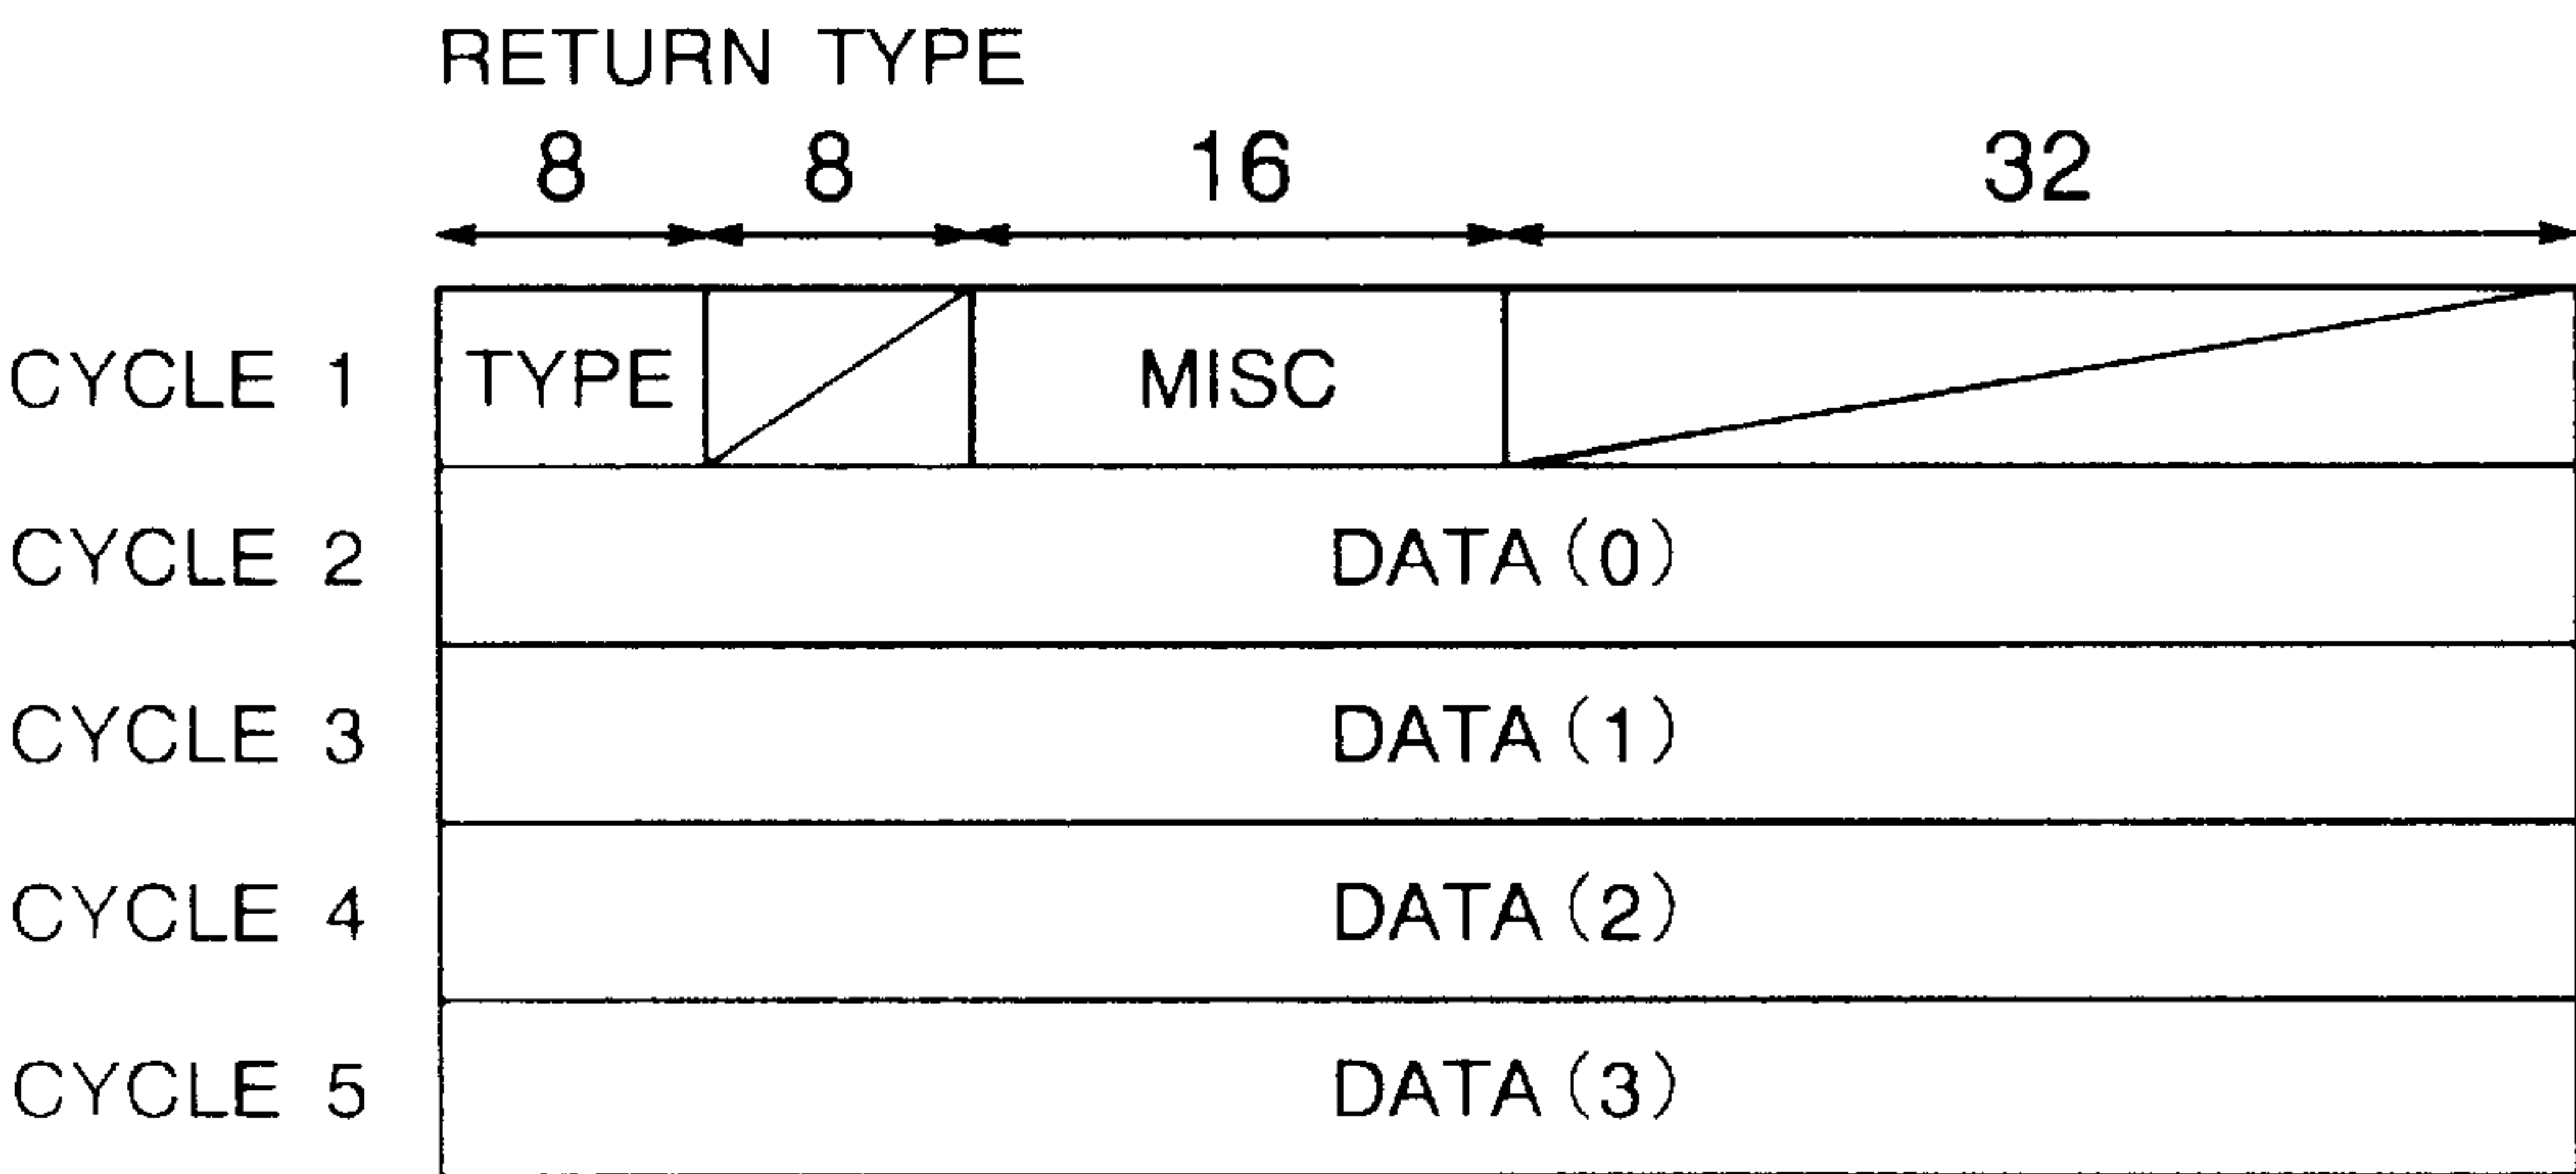 RETURN TYPE
8 8 16 32
CYCLE 1 TYPE MISC
CYCLE 2 DATA(0)
CYCLE 3 DATA(1)
CYCLE 4 DATA(2)
CYCLE 5 DATA(3)